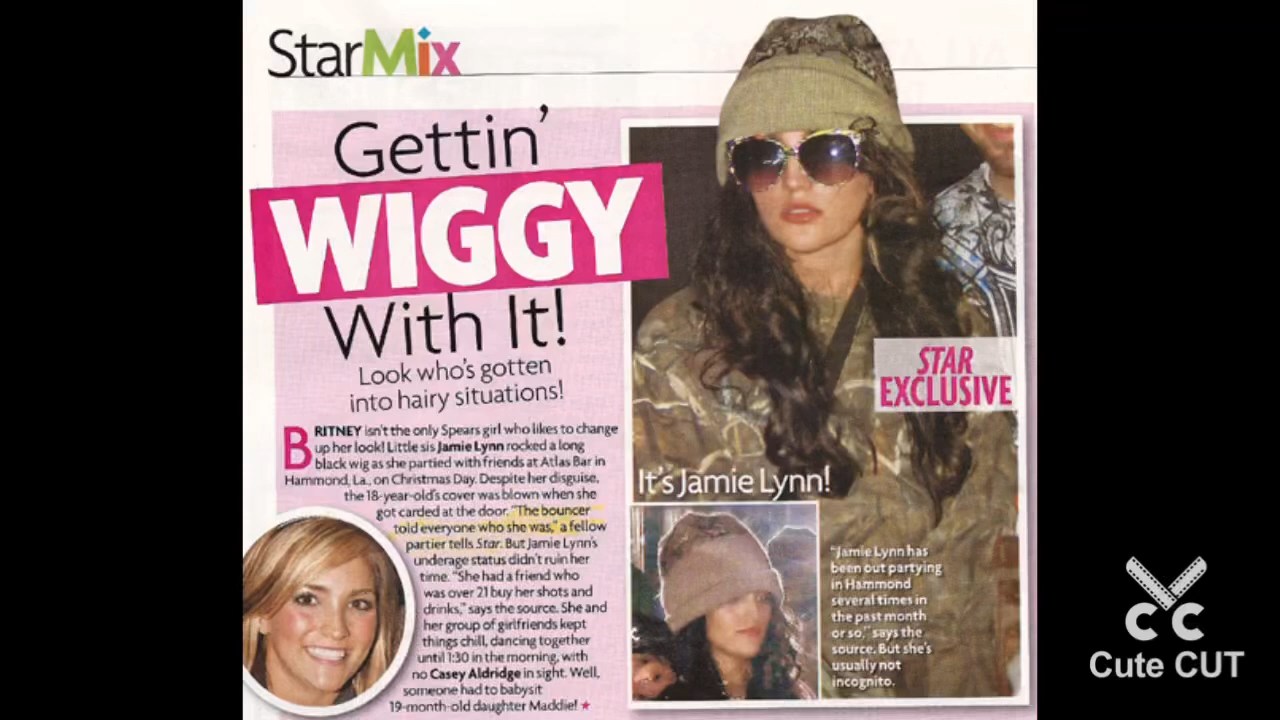 StarMix
Gettin'
WIGGY
With It!
Look who's gotten
into hairy situations!
BRITNEY isn't the only Spears girl who likes to change
up her look! Little sis Jamie Lynn rocked a long
black wig as she partied with friends at Atlas Bar in
Hammond, La., on Christmas Day. Despite her disguise,
the 18-year-old's cover was blown when she
got carded at the door. "The bouncer
told everyone who she was," a fellow
partier tells Star. But Jamie Lynn's
underage status didn't ruin her
time. "She had a friend who
was over 21 buy her shots and
drinks," says the source. She and
her group of girlfriends kept
things chill, dancing together
until 1:30 in the morning, with
no Casey Aldridge in sight. Well,
someone had to babysit
19-month-old daughter Maddie! ★
STAR
EXCLUSIVE
It's Jamie Lynn!
"Jamie Lynn has
been out partying
in Hammond
several times in
the past month
or so," says the
source. But she's
usually not
incognito.
CC
Cute CUT